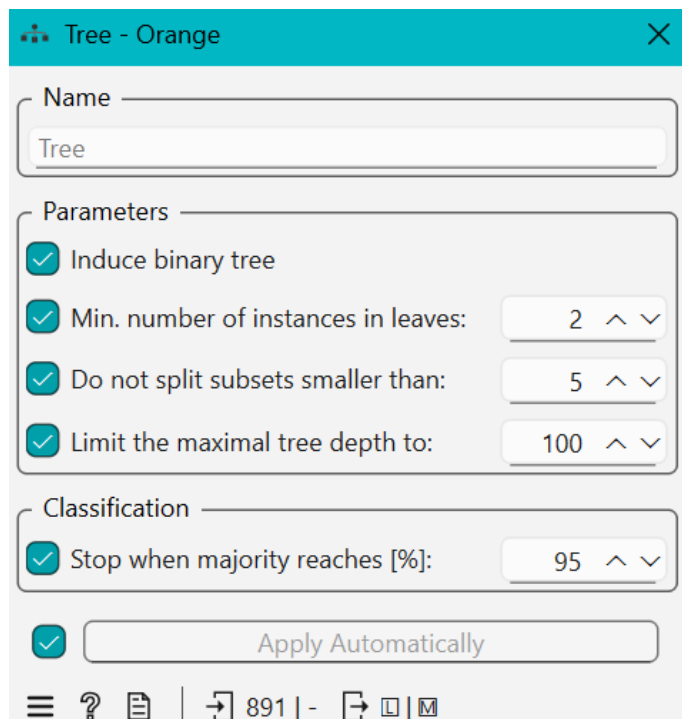 Tree - Orange
Name
Tree
Parameters
Induce binary tree
Min. number of instances in leaves: 2
Do not split subsets smaller than: 5
Limit the maximal tree depth to: 100
Classification
Stop when majority reaches [%]: 95
Apply Automatically
? 891 | - L | M